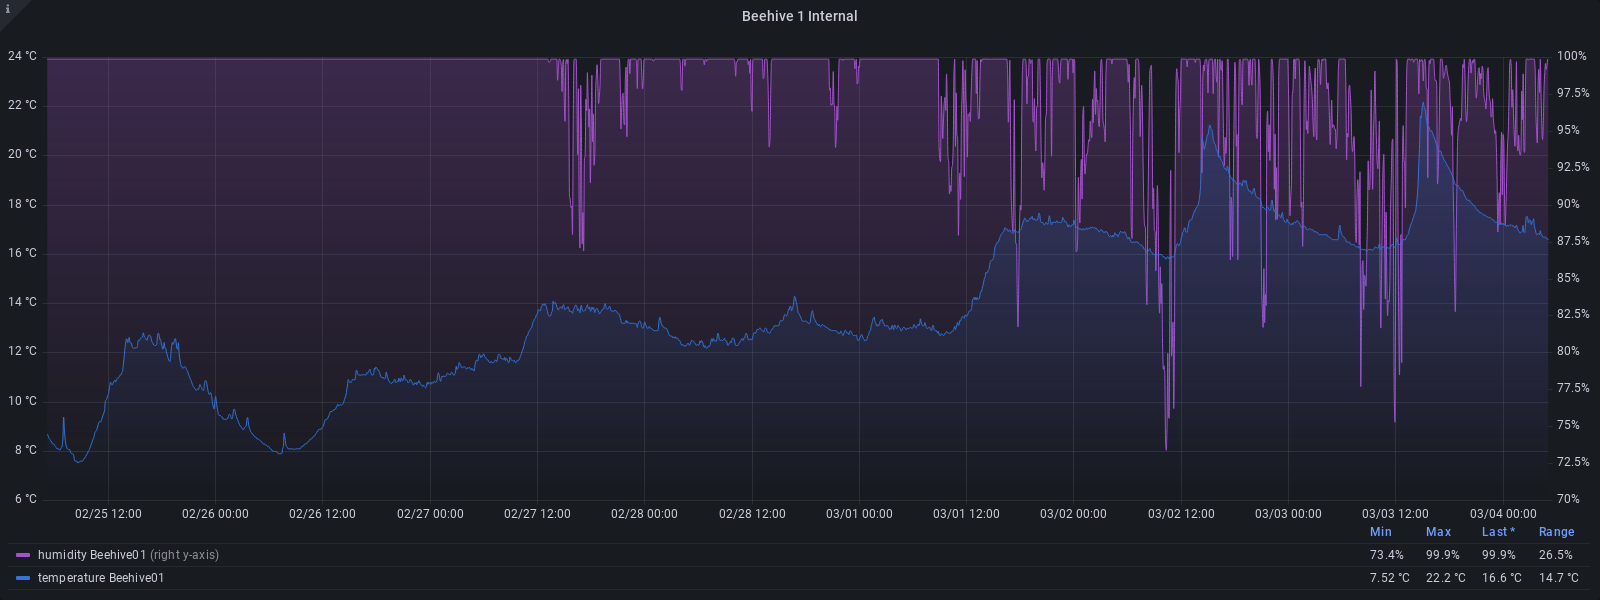 i
Beehive 1 Internal
24 °C 100%
97.5%
22 °C
95%
20 °C
92.5%
18 °C 90%
16 °C 87.5%
85%
14 °C
82.5%
12 °C 80%
77.5%
10 °C
75%
8 °C
72.5%
6 °C 70%
02/25 12:00 02/26 00:00 02/26 12:00 02/27 00:00 02/27 12:00 02/28 00:00 02/28 12:00 03/01 00:00 03/01 12:00 03/02 00:00 03/02 12:00 03/03 00:00 03/03 12:00 03/04 00:00
Min Max Last * Range
humidity Beehive01 (right y-axis) 73.4% 99.9% 99.9% 26.5%
temperature Beehive01 7.52 °C 22.2 °C 16.6 °C 14.7 °C